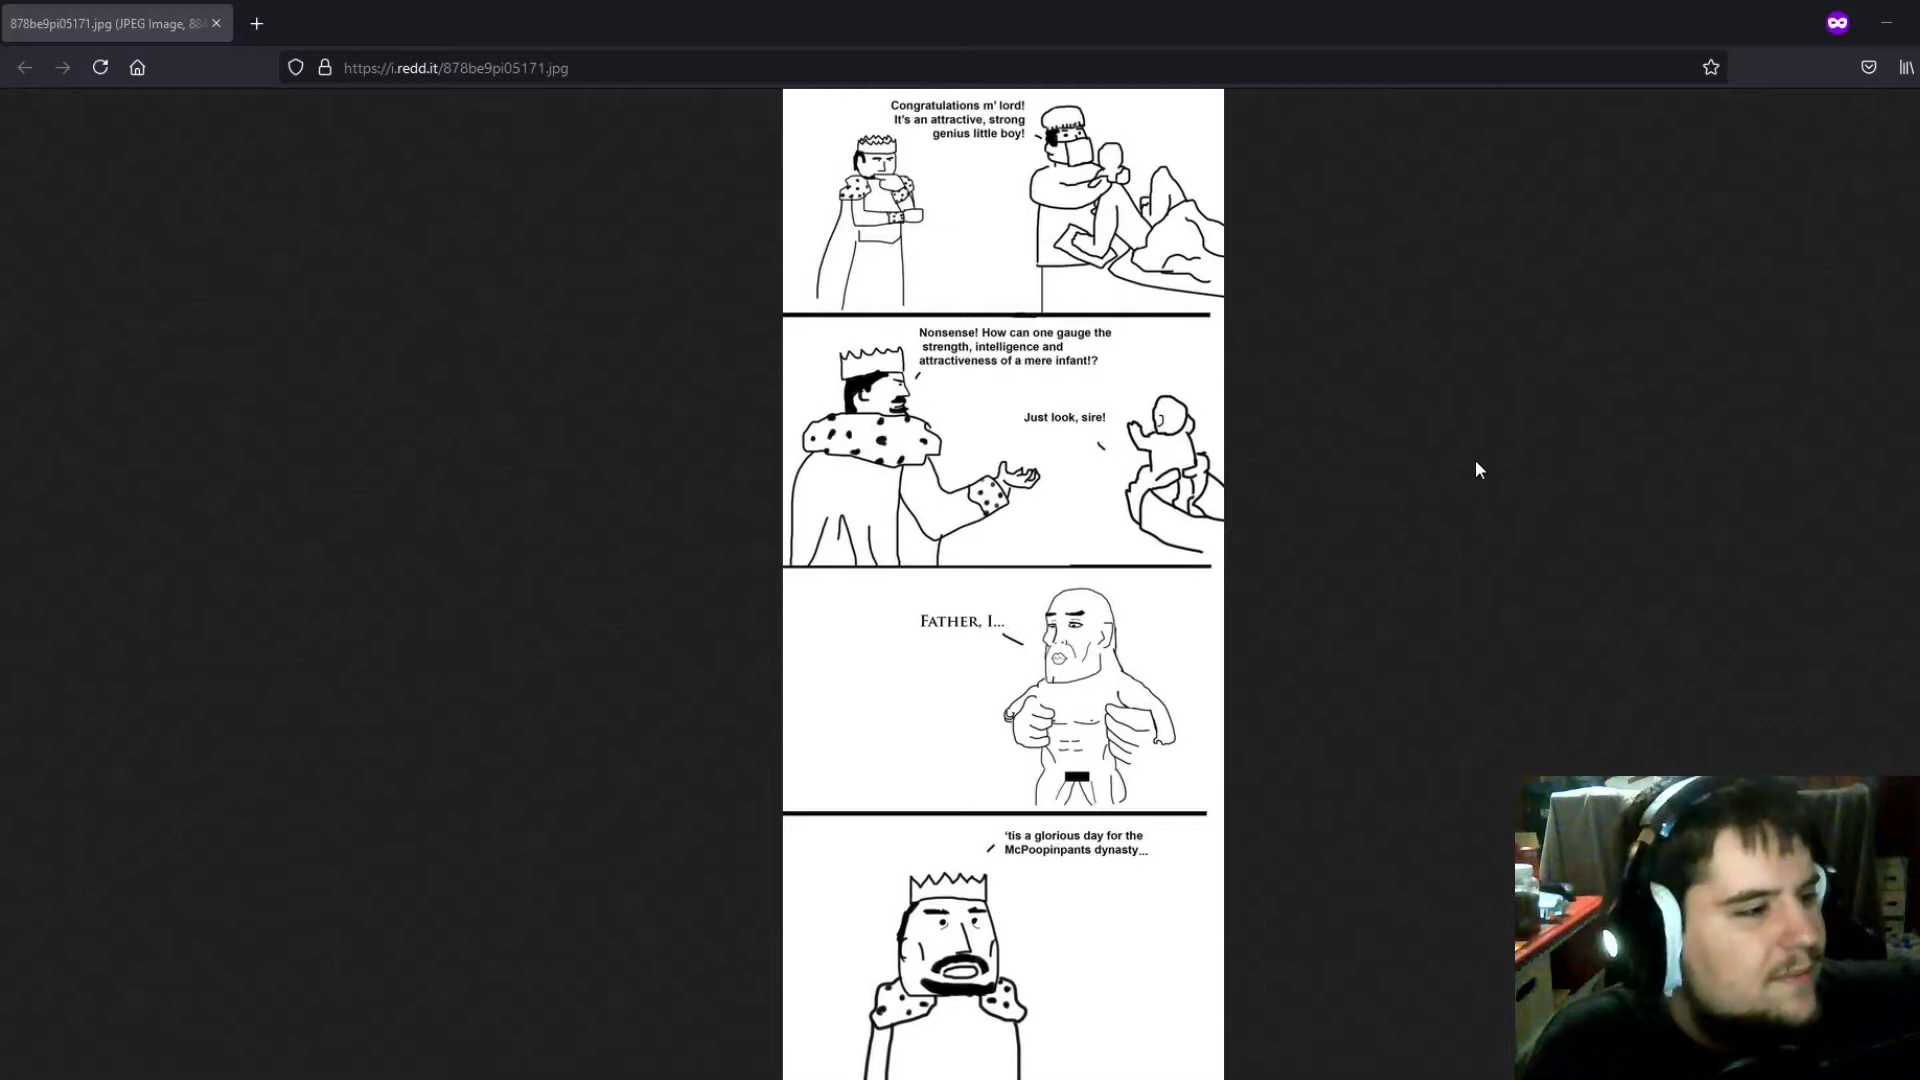 878be9pi05171.jpg (JPEG Image, 884
https://i.redd.it/878be9pi05171.jpg
Congratulations m' lord!
It's an attractive, strong
genius little boy!
Nonsense! How can one gauge the
strength, intelligence and
attractiveness of a mere infant!?
Just look, sire!
FATHER, I...
'tis a glorious day for the
McPoopinpants dynasty...